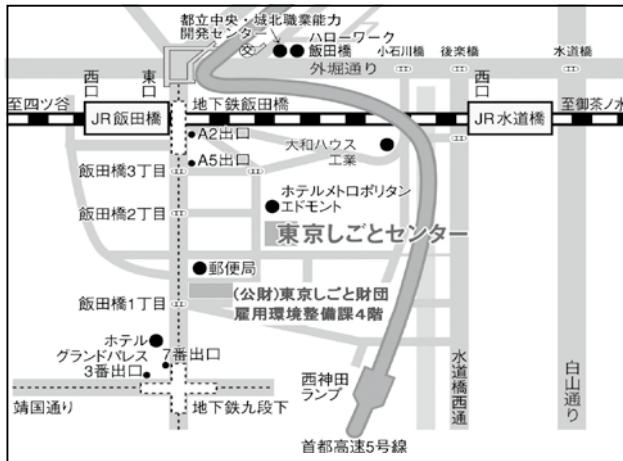 都立中央・城北職業能力
開発センター
ハローワーク
飯田橋
小石川橋
後楽橋
水道橋
外堀通り
西口
東口
西口
至四ツ谷
JR飯田橋
地下鉄飯田橋
JR水道橋
至御茶ノ水
A2出口
大和ハウス
工業
A5出口
飯田橋3丁目
ホテルメトロポリタン
エドモント
飯田橋2丁目
東京しごとセンター
郵便局
(公財)東京しごと財団
雇用環境整備課4階
飯田橋1丁目
ホテル
グランドパレス
7番出口
3番出口
西神田
ランプ
水道橋西通
白山通り
靖国通り
地下鉄九段下
首都高速5号線